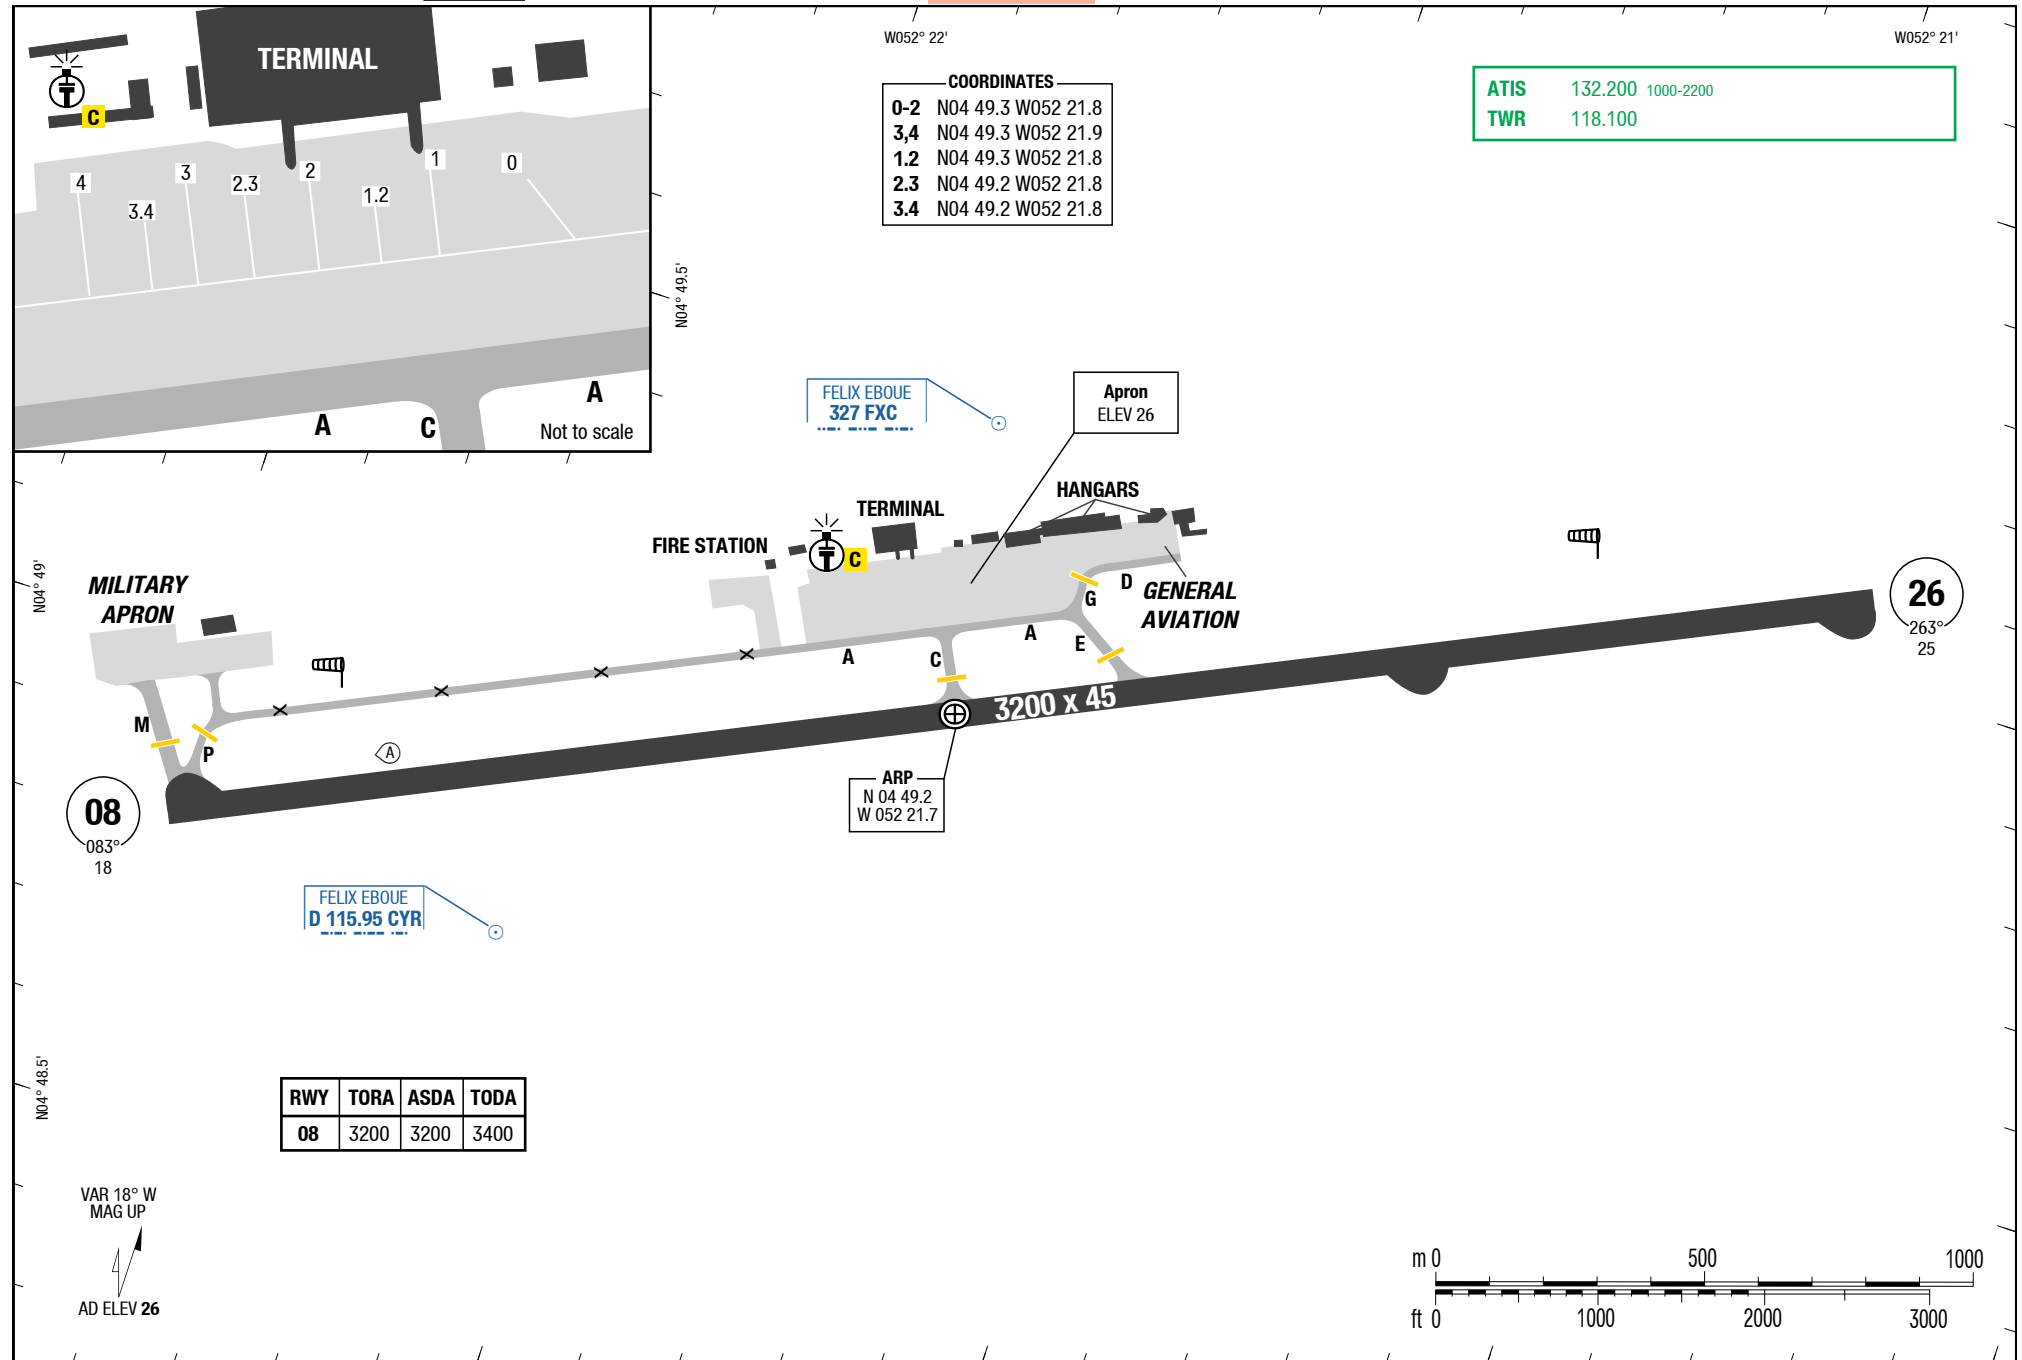 TERMINAL
C
4
3.4
3
2.3
2
1.2
1
0
A
C
A
Not to scale
W052° 22'
W052° 21'
COORDINATES
0-2 N04 49.3 W052 21.8
3,4 N04 49.3 W052 21.9
1.2 N04 49.3 W052 21.8
2.3 N04 49.2 W052 21.8
3.4 N04 49.2 W052 21.8
ATIS 132.200 1000-2200
TWR 118.100
N04° 49.5'
FELIX EBOUE
327 FXC
Apron
ELEV 26
HANGARS
TERMINAL
FIRE STATION
C
MILITARY
APRON
N04° 49'
D
G
GENERAL
AVIATION
26
263°
25
A
E
A
C
M
P
A
3200 x 45
ARP
N 04 49.2
W 052 21.7
08
083°
18
FELIX EBOUE
D 115.95 CYR
N04° 48.5'
RWY TORA ASDA TODA
08 3200 3200 3400
VAR 18° W
MAG UP
AD ELEV 26
m 0 500 1000
ft 0 1000 2000 3000